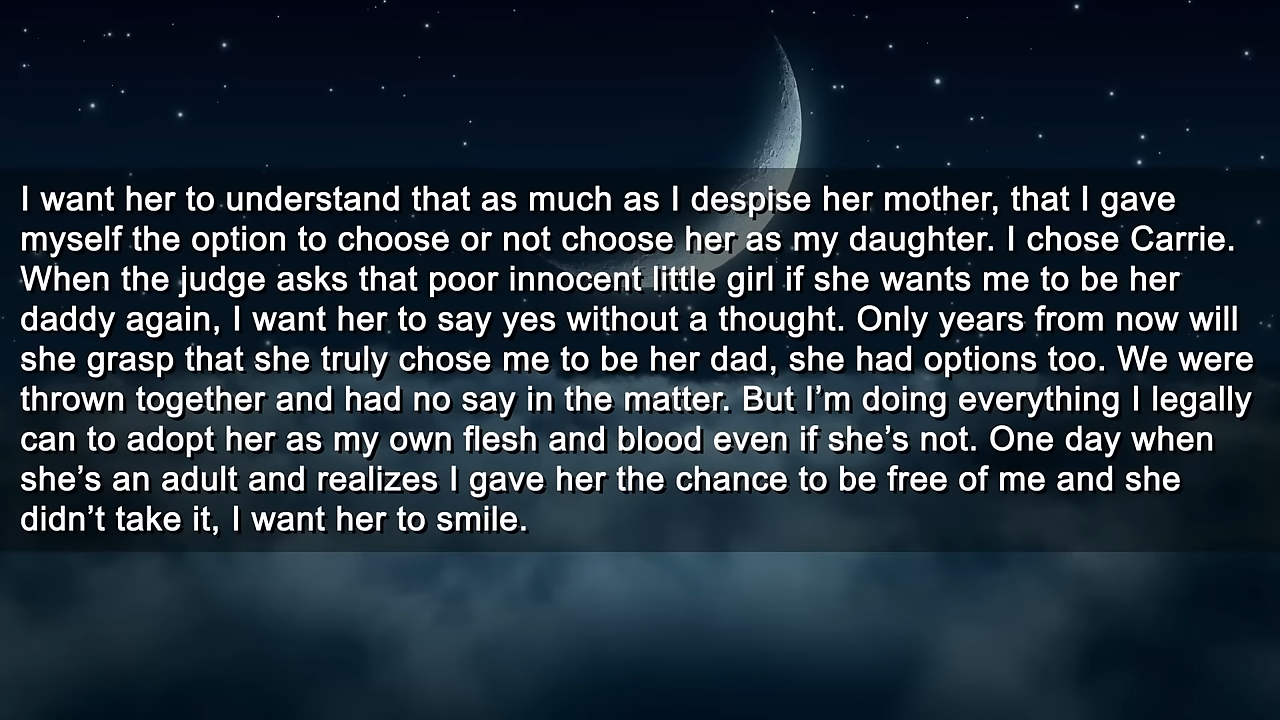 I want her to understand that as much as I despise her mother, that I gave
myself the option to choose or not choose her as my daughter. I chose Carrie.
When the judge asks that poor innocent little girl if she wants me to be her
daddy again, I want her to say yes without a thought. Only years from now will
she grasp that she truly chose me to be her dad, she had options too. We were
thrown together and had no say in the matter. But I’m doing everything I legally
can to adopt her as my own flesh and blood even if she’s not. One day when
she’s an adult and realizes I gave her the chance to be free of me and she
didn’t take it, I want her to smile.